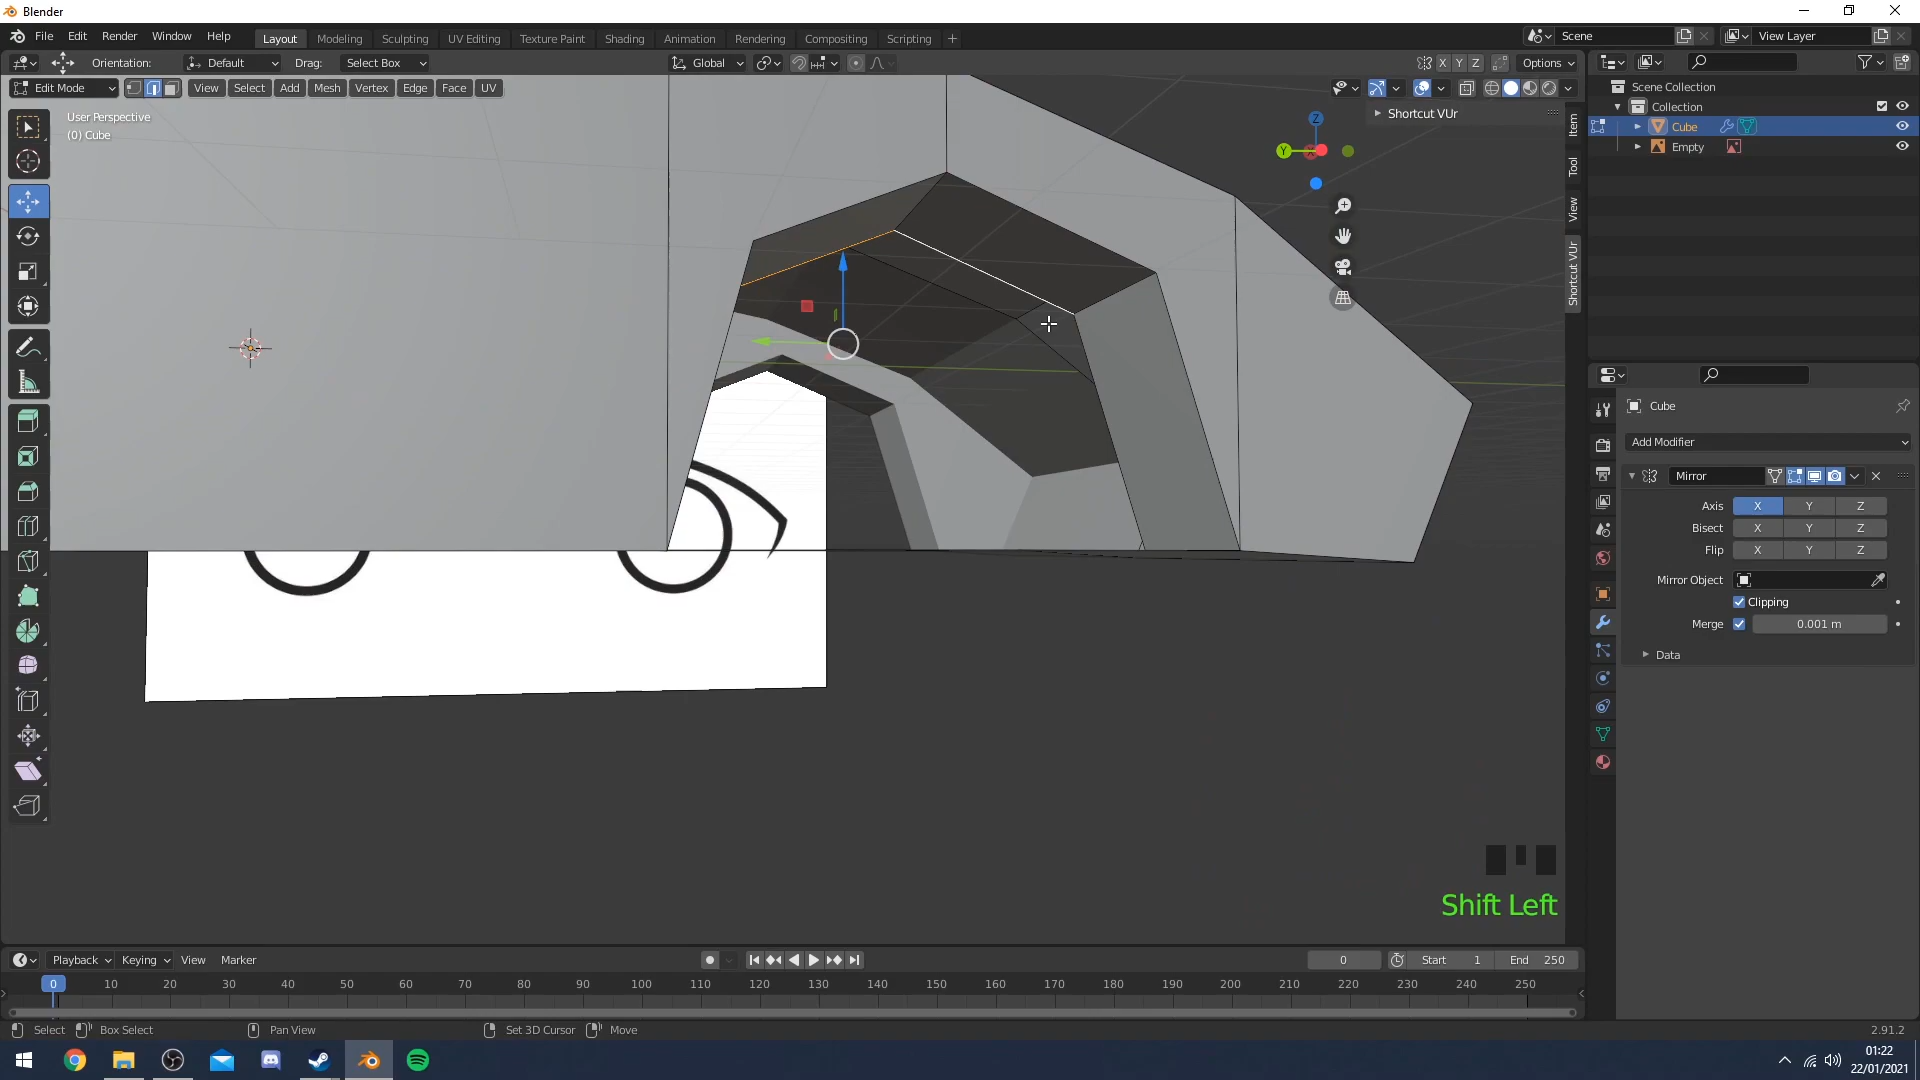 Blender
File Edit Render Window Help Layout Modeling Sculpting UV Editing Texture Paint Shading Animation Rendering Compositing Scripting + Scene View Layer
Orientation: Default Drag: Select Box Global X Y Z Options
Edit Mode View Select Add Mesh Vertex Edge Face UV
User Perspective
(0) Cube
Shortcut VUr
Z
Y
Item
Tool
View
Shortcut VUr
Scene Collection
Collection
Cube
Empty
Cube
Add Modifier
Mirror
Axis X Y Z
Bisect X Y Z
Flip X Y Z
Mirror Object
Clipping
Merge 0.001 m
Data
Shift Left
Playback Keying View Marker 0 Start 1 End 250
0 10 20 30 40 50 60 70 80 90 100 110 120 130 140 150 160 170 180 190 200 210 220 230 240 250
Select Box Select Pan View Set 3D Cursor Move 2.91.2
01:22
22/01/2021